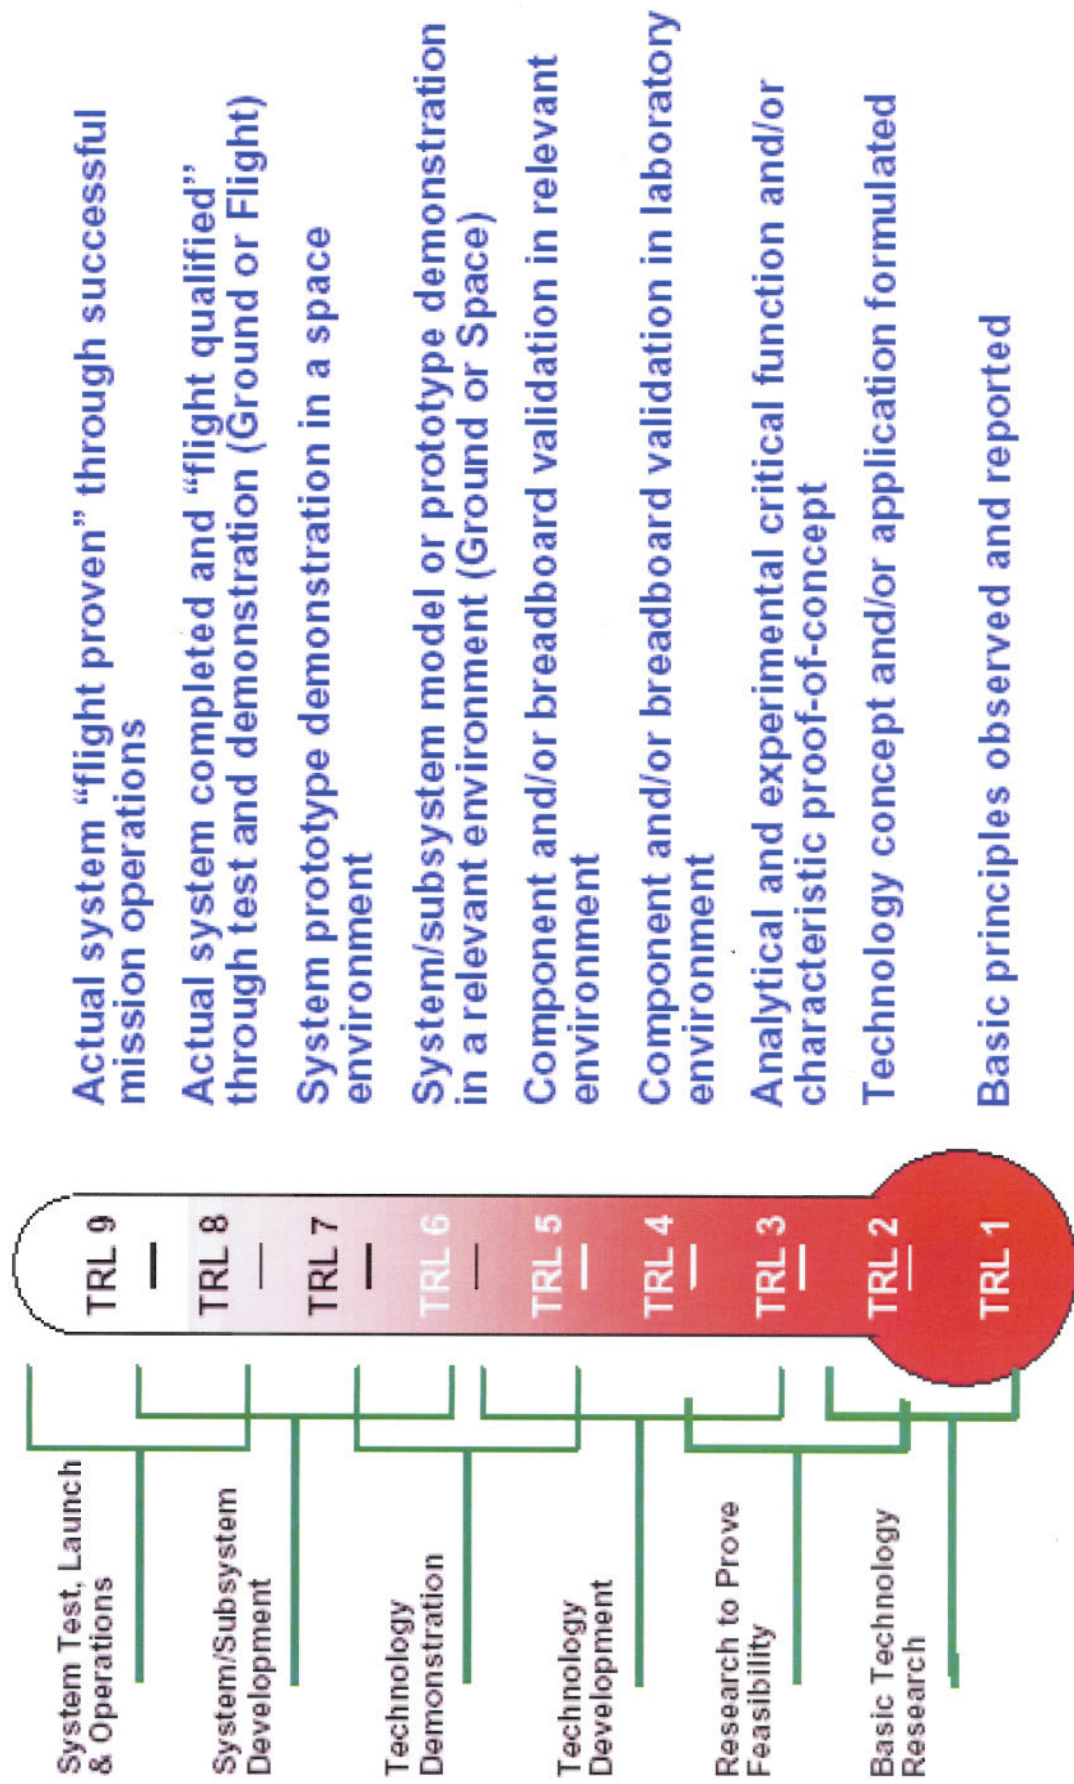 System Test, Launch
& Operations
System/Subsystem
Development
Technology
Demonstration
Technology
Development
Research to Prove
Feasibility
Basic Technology
Research
TRL 9
TRL 8
TRL 7
TRL 6
TRL 5
TRL 4
TRL 3
TRL 2
TRL 1
Actual system “flight proven” through successful
mission operations
Actual system completed and “flight qualified”
through test and demonstration (Ground or Flight)
System prototype demonstration in a space
environment
System/subsystem model or prototype demonstration
in a relevant environment (Ground or Space)
Component and/or breadboard validation in relevant
environment
Component and/or breadboard validation in laboratory
environment
Analytical and experimental critical function and/or
characteristic proof-of-concept
Technology concept and/or application formulated
Basic principles observed and reported